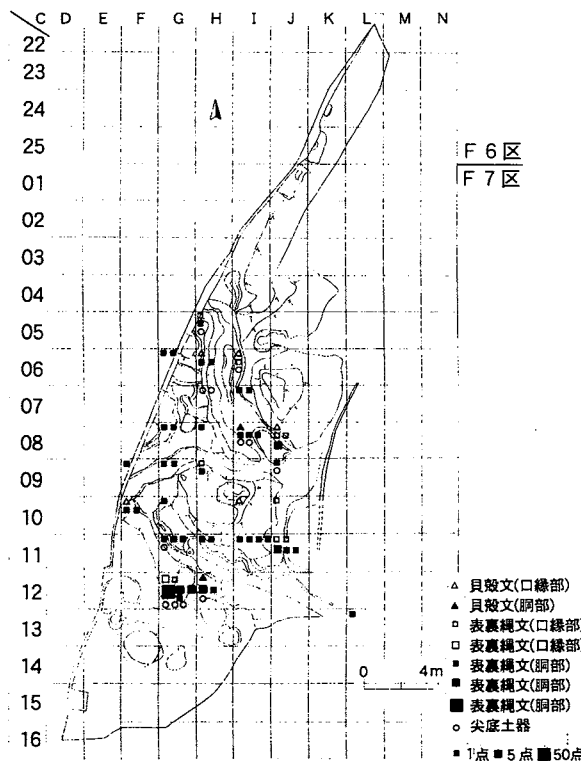 C D E F G H I J K L M N
22
23
24
25
01
02
03
04
05
06
07
08
09
10
11
12
13
14
15
16
F 6 区
F 7 区
△ 貝殻文(口縁部)
▲ 貝殻文(胴部)
□ 表裏縄文(口縁部)
□ 表裏縄文(口縁部)
■ 表裏縄文(胴部)
■ 表裏縄文(胴部)
■ 表裏縄文(胴部)
○ 尖底土器
0 4m
■ 1点 ■ 5点 ■ 50点